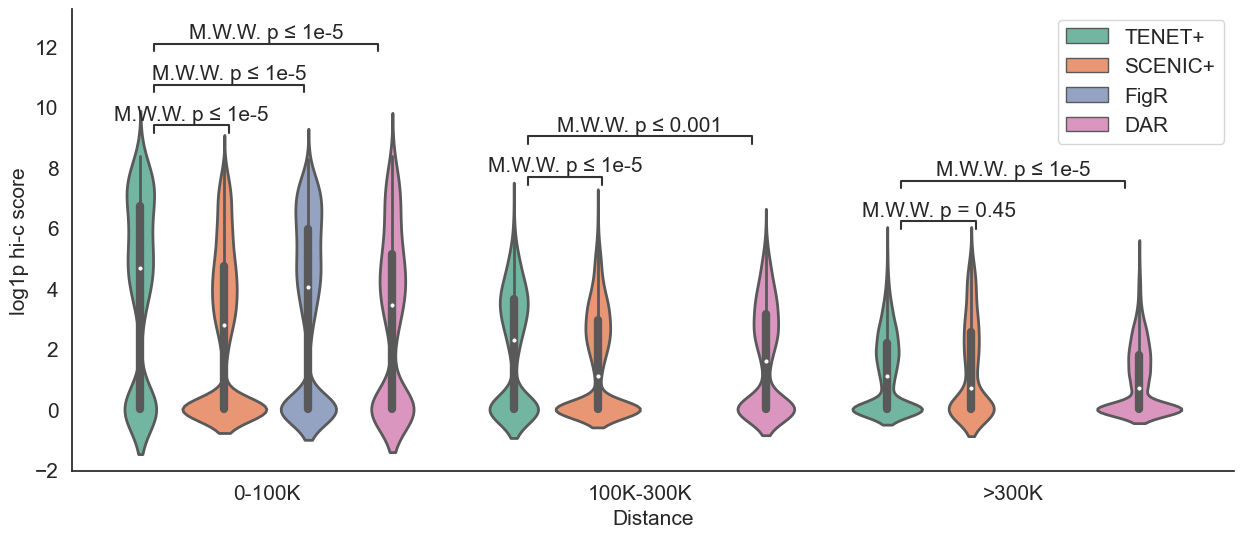 M.W.W. p ≤ 1e-5
M.W.W. p ≤ 1e-5
M.W.W. p ≤ 1e-5
M.W.W. p ≤ 0.001
M.W.W. p ≤ 1e-5
M.W.W. p ≤ 1e-5
M.W.W. p = 0.45
TENET+
SCENIC+
FigR
DAR
log1p hi-c score
12
10
8
6
4
2
0
−2
0-100K
100K-300K
>300K
Distance